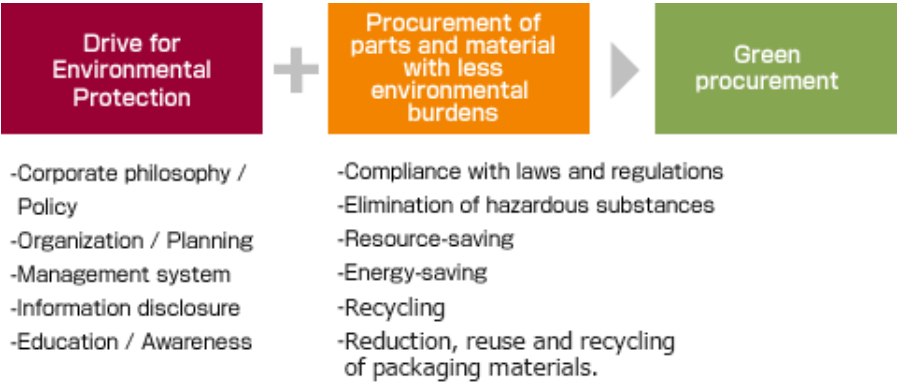 Drive for
Environmental
Protection
Procurement of
parts and material
with less
environmental
burdens
Green
procurement
-Corporate philosophy /
Policy
-Organization / Planning
-Management system
-Information disclosure
-Education / Awareness
-Compliance with laws and regulations
-Elimination of hazardous substances
-Resource-saving
-Energy-saving
-Recycling
-Reduction, reuse and recycling
of packaging materials.